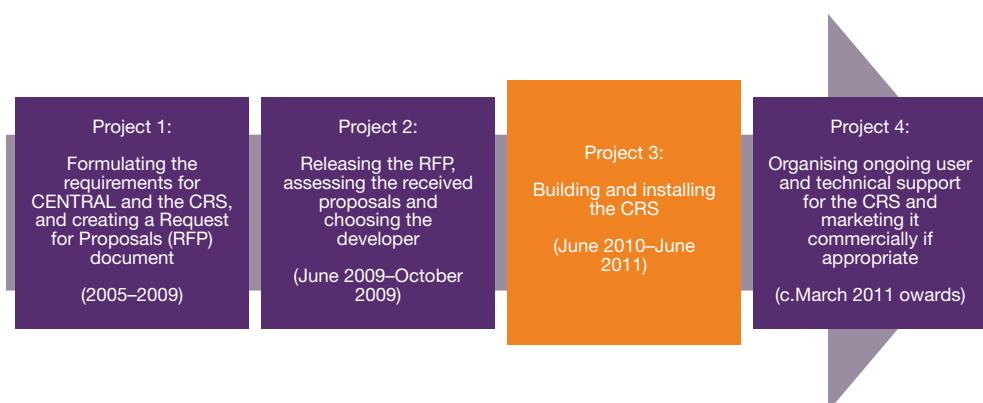 Project 1:
Formulating the
requirements for
CENTRAL and the CRS,
and creating a Request
for Proposals (RFP)
document
(2005–2009)
Project 2:
Releasing the RFP,
assessing the received
proposals and
choosing the
developer
(June 2009–October
2009)
Project 3:
Building and installing
the CRS
(June 2010–June
2011)
Project 4:
Organising ongoing user
and technical support
for the CRS and
marketing it
commercially if
appropriate
(c.March 2011 owards)